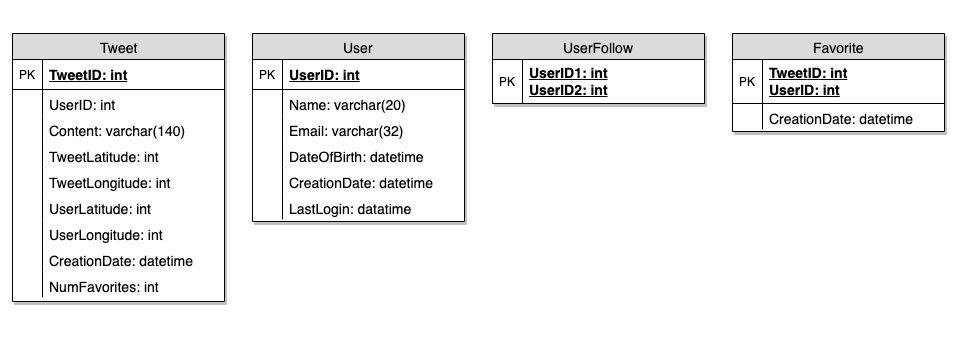 Tweet
PK TweetID: int
UserID: int
Content: varchar(140)
TweetLatitude: int
TweetLongitude: int
UserLatitude: int
UserLongitude: int
CreationDate: datetime
NumFavorites: int
User
PK UserID: int
Name: varchar(20)
Email: varchar(32)
DateOfBirth: datetime
CreationDate: datetime
LastLogin: datatime
UserFollow
PK UserID1: int
UserID2: int
Favorite
PK TweetID: int
UserID: int
CreationDate: datetime